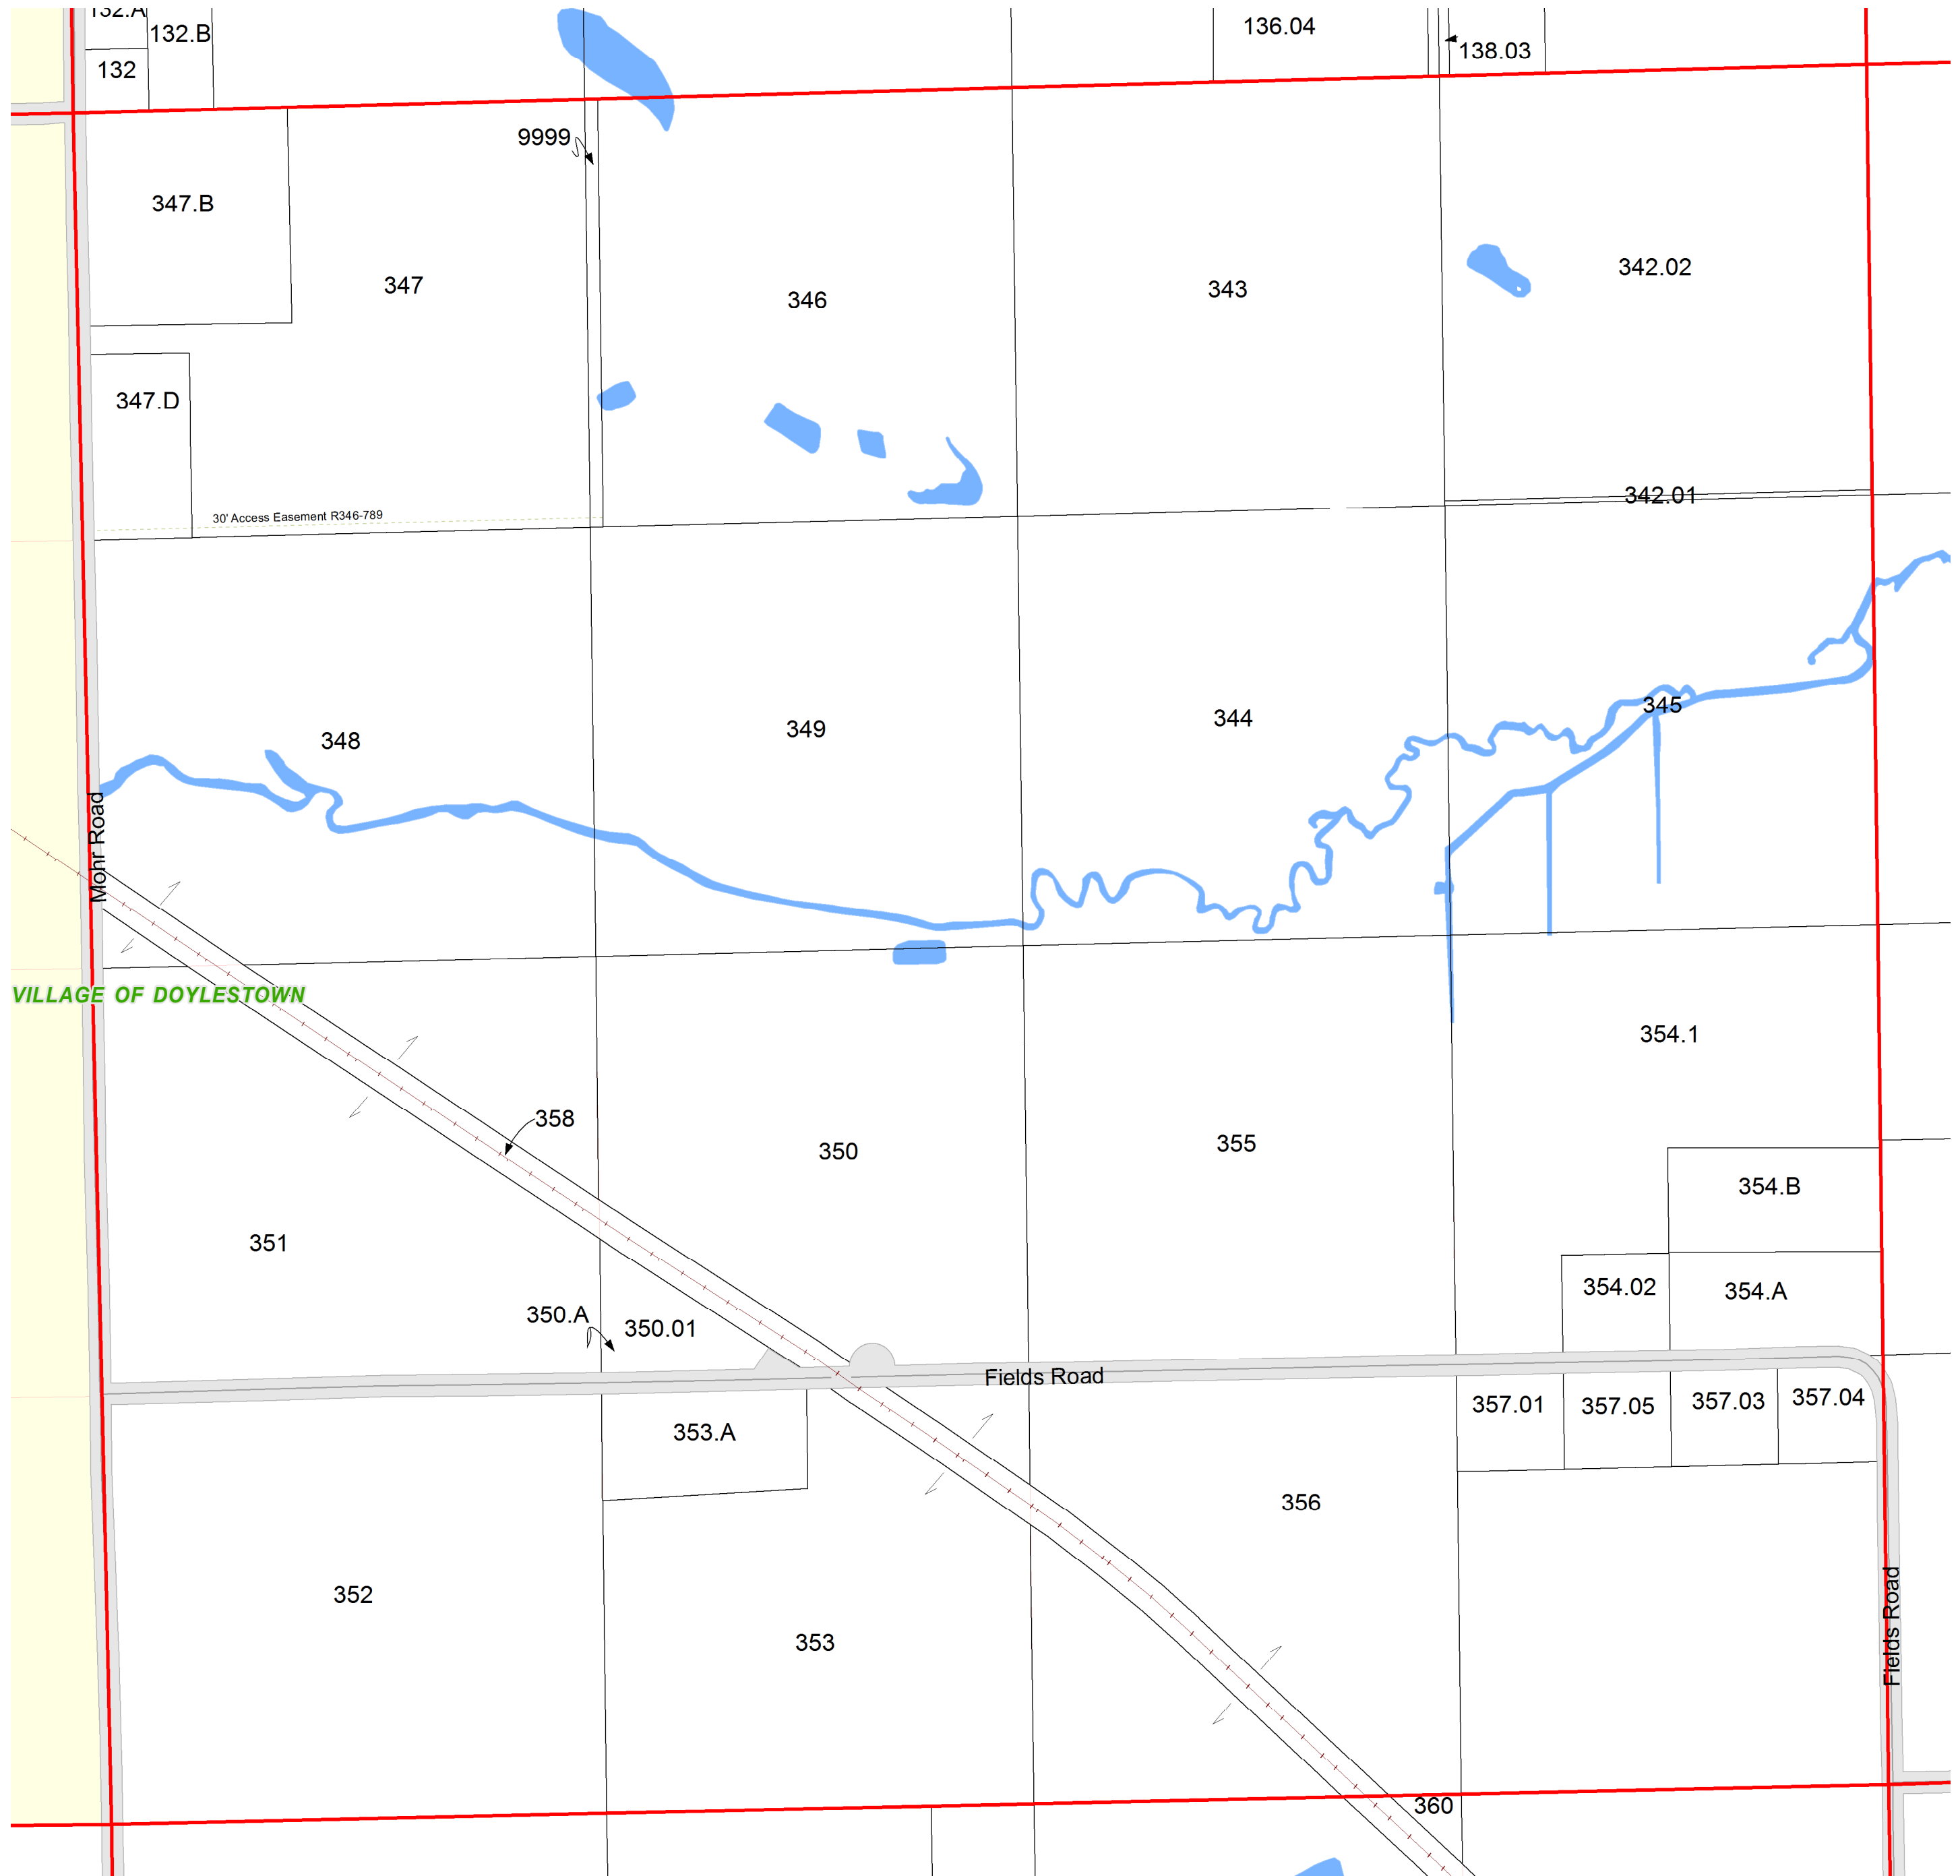 132.A
132.B
136.04
138.03
132
9999
347.B
342.02
347
343
346
347.D
342.01
30' Access Easement R346-789
345
344
349
348
Mohr Road
VILLAGE OF DOYLESTOWN
354.1
358
355
350
354.B
351
354.02
354.A
350.A
350.01
Fields Road
357.04
357.03
357.01
357.05
353.A
356
352
Fields Road
353
360